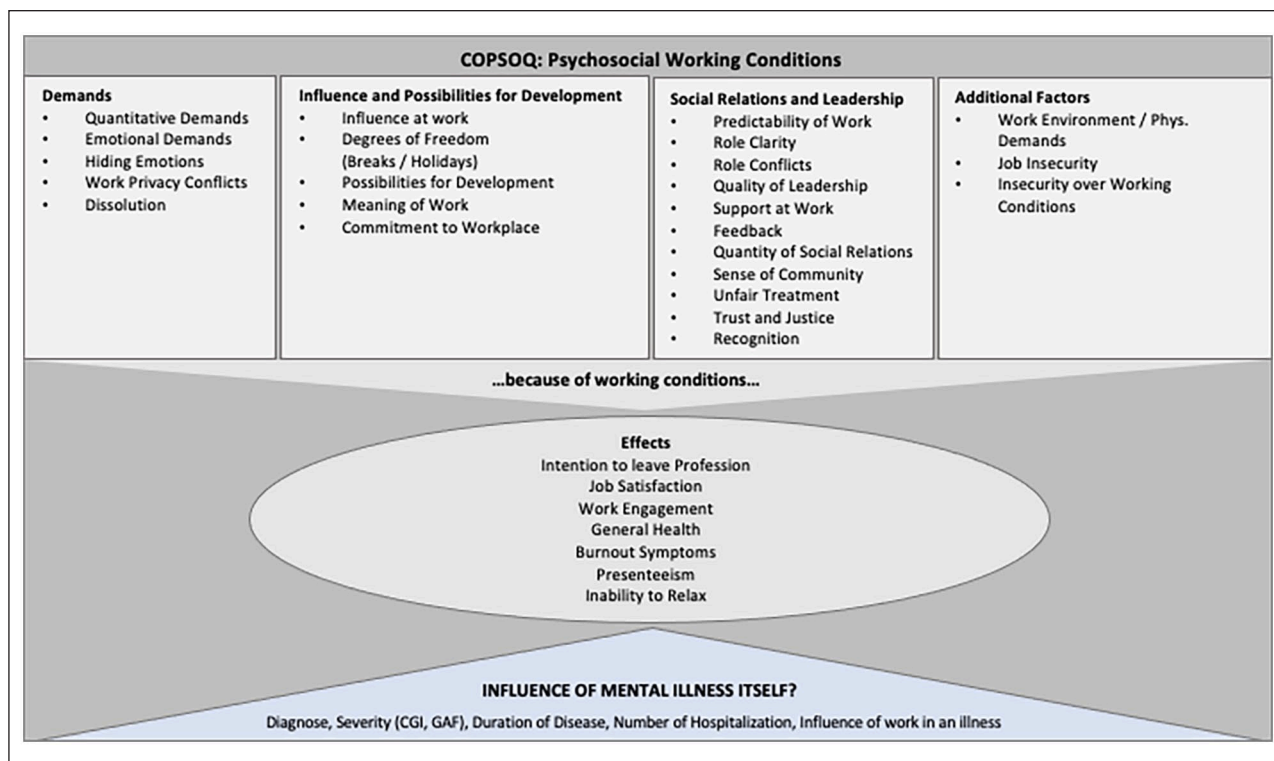 COPSOQ: Psychosocial Working Conditions
Demands
• Quantitative Demands
• Emotional Demands
• Hiding Emotions
• Work Privacy Conflicts
• Dissolution
Influence and Possibilities for Development
• Influence at work
• Degrees of Freedom
(Breaks / Holidays)
• Possibilities for Development
• Meaning of Work
• Commitment to Workplace
Social Relations and Leadership
• Predictability of Work
• Role Clarity
• Role Conflicts
• Quality of Leadership
• Support at Work
• Feedback
• Quantity of Social Relations
• Sense of Community
• Unfair Treatment
• Trust and Justice
• Recognition
Additional Factors
• Work Environment / Phys.
Demands
• Job Insecurity
• Insecurity over Working
Conditions
...because of working conditions...
Effects
Intention to leave Profession
Job Satisfaction
Work Engagement
General Health
Burnout Symptoms
Presenteeism
Inability to Relax
INFLUENCE OF MENTAL ILLNESS ITSELF?
Diagnose, Severity (CGI, GAF), Duration of Disease, Number of Hospitalization, Influence of work in an illness